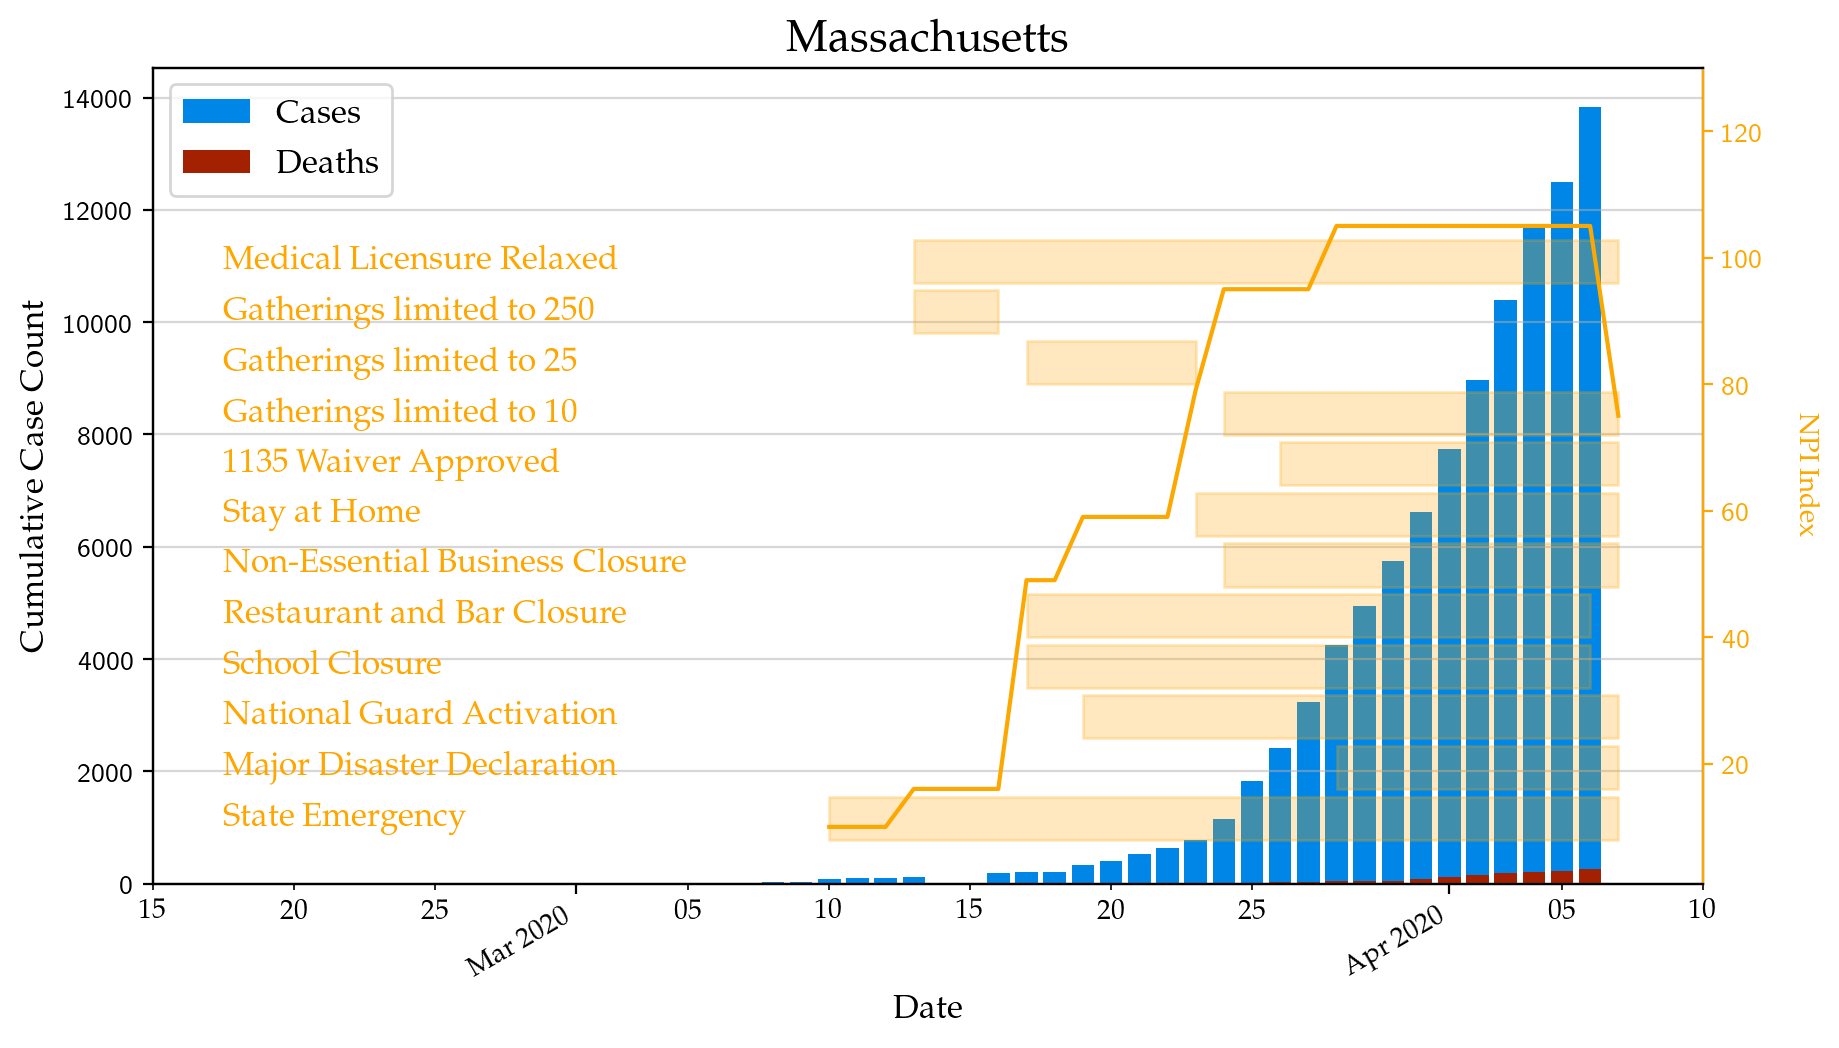 Massachusetts
Cases
Deaths
14000
12000
10000
8000
6000
4000
2000
0
Cumulative Case Count
Medical Licensure Relaxed
Gatherings limited to 250
Gatherings limited to 25
Gatherings limited to 10
1135 Waiver Approved
Stay at Home
Non-Essential Business Closure
Restaurant and Bar Closure
School Closure
National Guard Activation
Major Disaster Declaration
State Emergency
120
100
80
60
40
20
NPI Index
15 20 25 05 10 15 20 25 05 10
Mar 2020 Apr 2020
Date